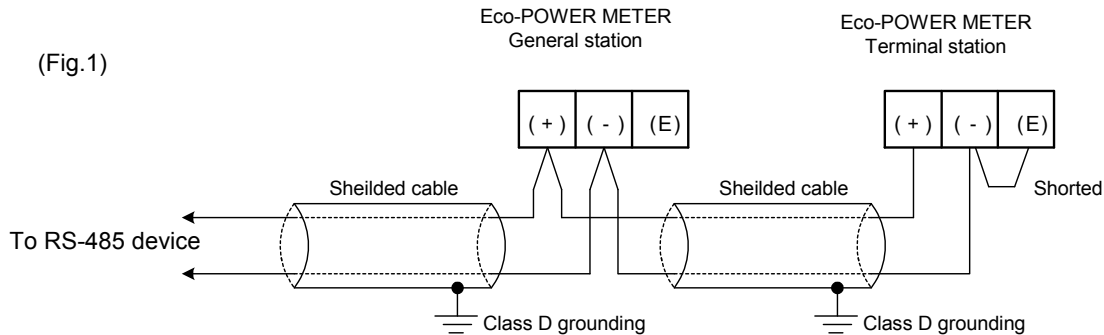 Eco-POWER METER
General station
Eco-POWER METER
Terminal station
(Fig.1)
( + ) ( - ) (E)
( + ) ( - ) (E)
Sheilded cable
Sheilded cable
Shorted
To RS-485 device
Class D grounding
Class D grounding